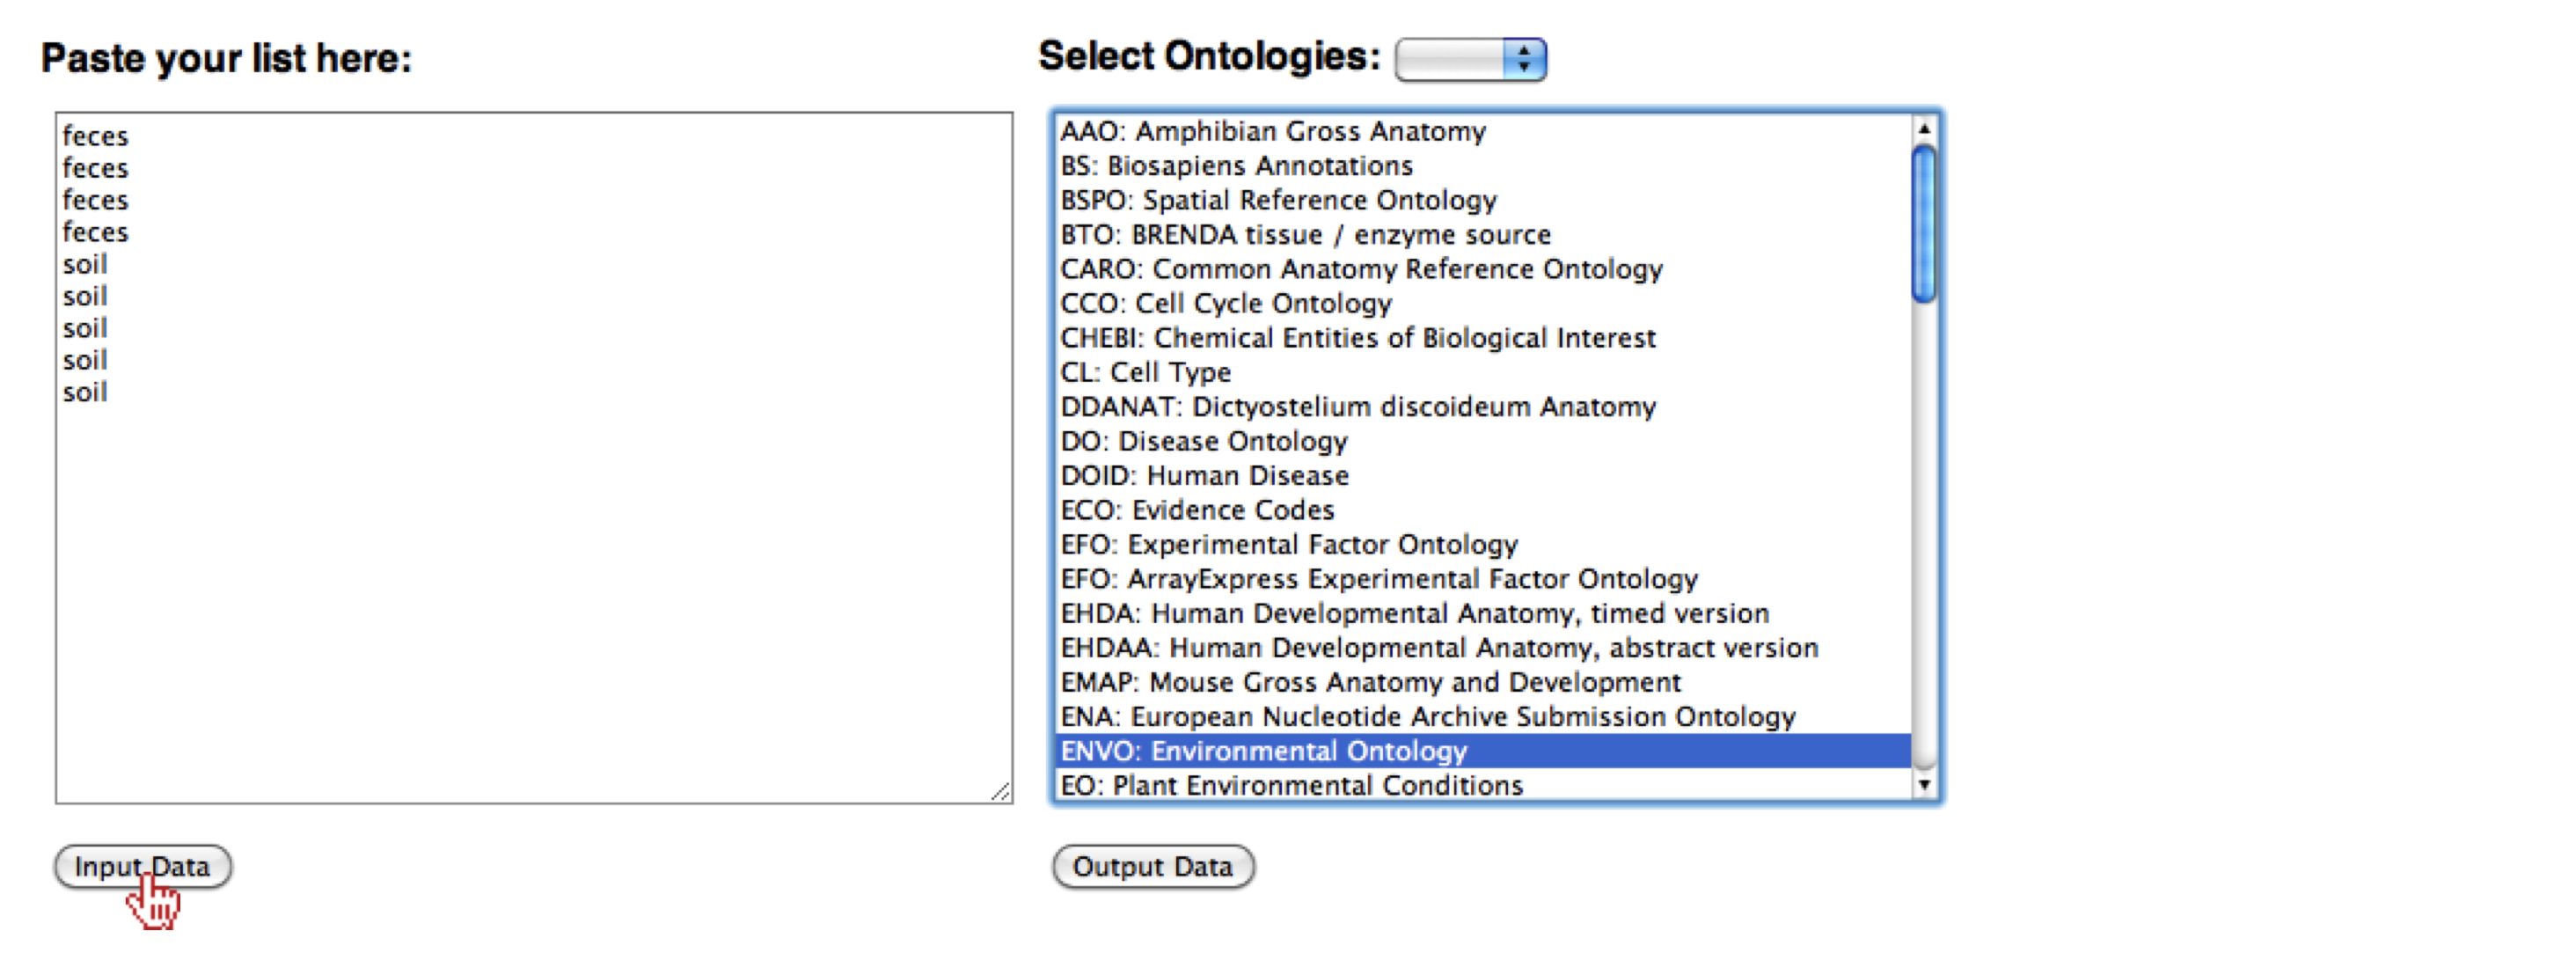 Paste your list here:
feces
feces
feces
feces
soil
soil
soil
soil
soil
Input Data
Select Ontologies:
AAO: Amphibian Gross Anatomy
BS: Biosapiens Annotations
BSPO: Spatial Reference Ontology
BTO: BRENDA tissue / enzyme source
CARO: Common Anatomy Reference Ontology
CCO: Cell Cycle Ontology
CHEBI: Chemical Entities of Biological Interest
CL: Cell Type
DDANAT: Dictyostelium discoideum Anatomy
DO: Disease Ontology
DOID: Human Disease
ECO: Evidence Codes
EFO: Experimental Factor Ontology
EFO: ArrayExpress Experimental Factor Ontology
EHDA: Human Developmental Anatomy, timed version
EHDAA: Human Developmental Anatomy, abstract version
EMAP: Mouse Gross Anatomy and Development
ENA: European Nucleotide Archive Submission Ontology
ENVO: Environmental Ontology
EO: Plant Environmental Conditions
Output Data